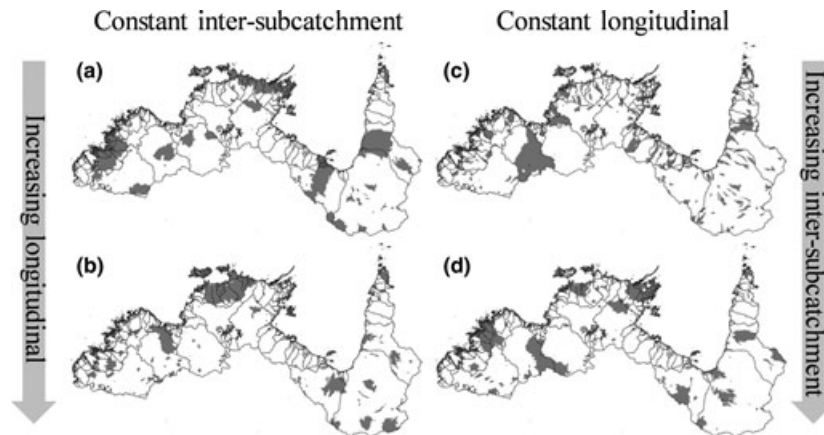 Constant inter-subcatchment
Constant longitudinal
Increasing longitudinal
(a)
(c)
(b)
(d)
Increasing inter-subcatchment